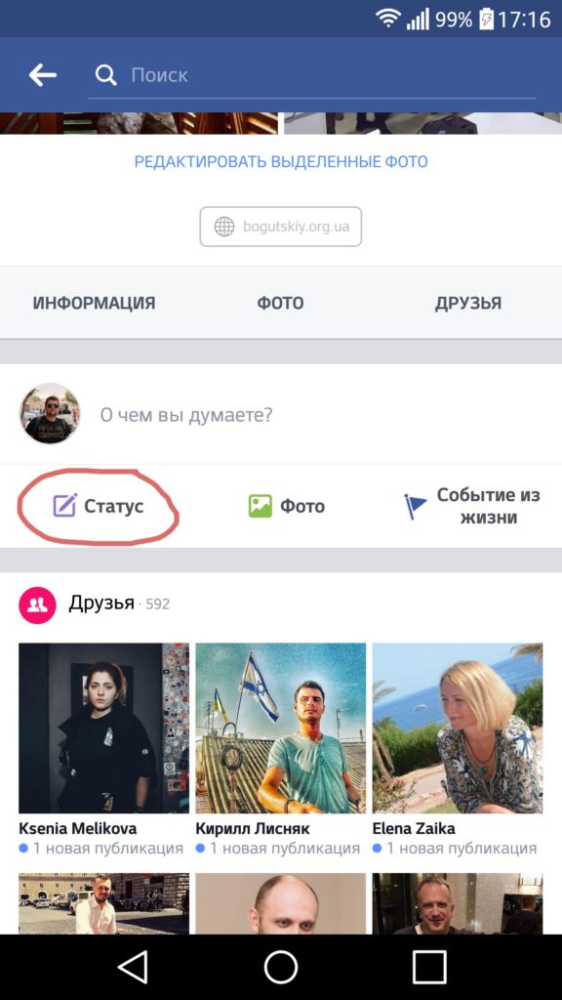 99% 17:16
Поиск
РЕДАКТИРОВАТЬ ВЫДЕЛЕННЫЕ ФОТО
bogutskiy.org.ua
ИНФОРМАЦИЯ ФОТО ДРУЗЬЯ
О чем вы думаете?
Статус Фото Событие из
жизни
Друзья · 592
Ksenia Melikova Кирилл Лисняк Elena Zaika
1 новая публикация 1 новая публикация 1 новая публикация